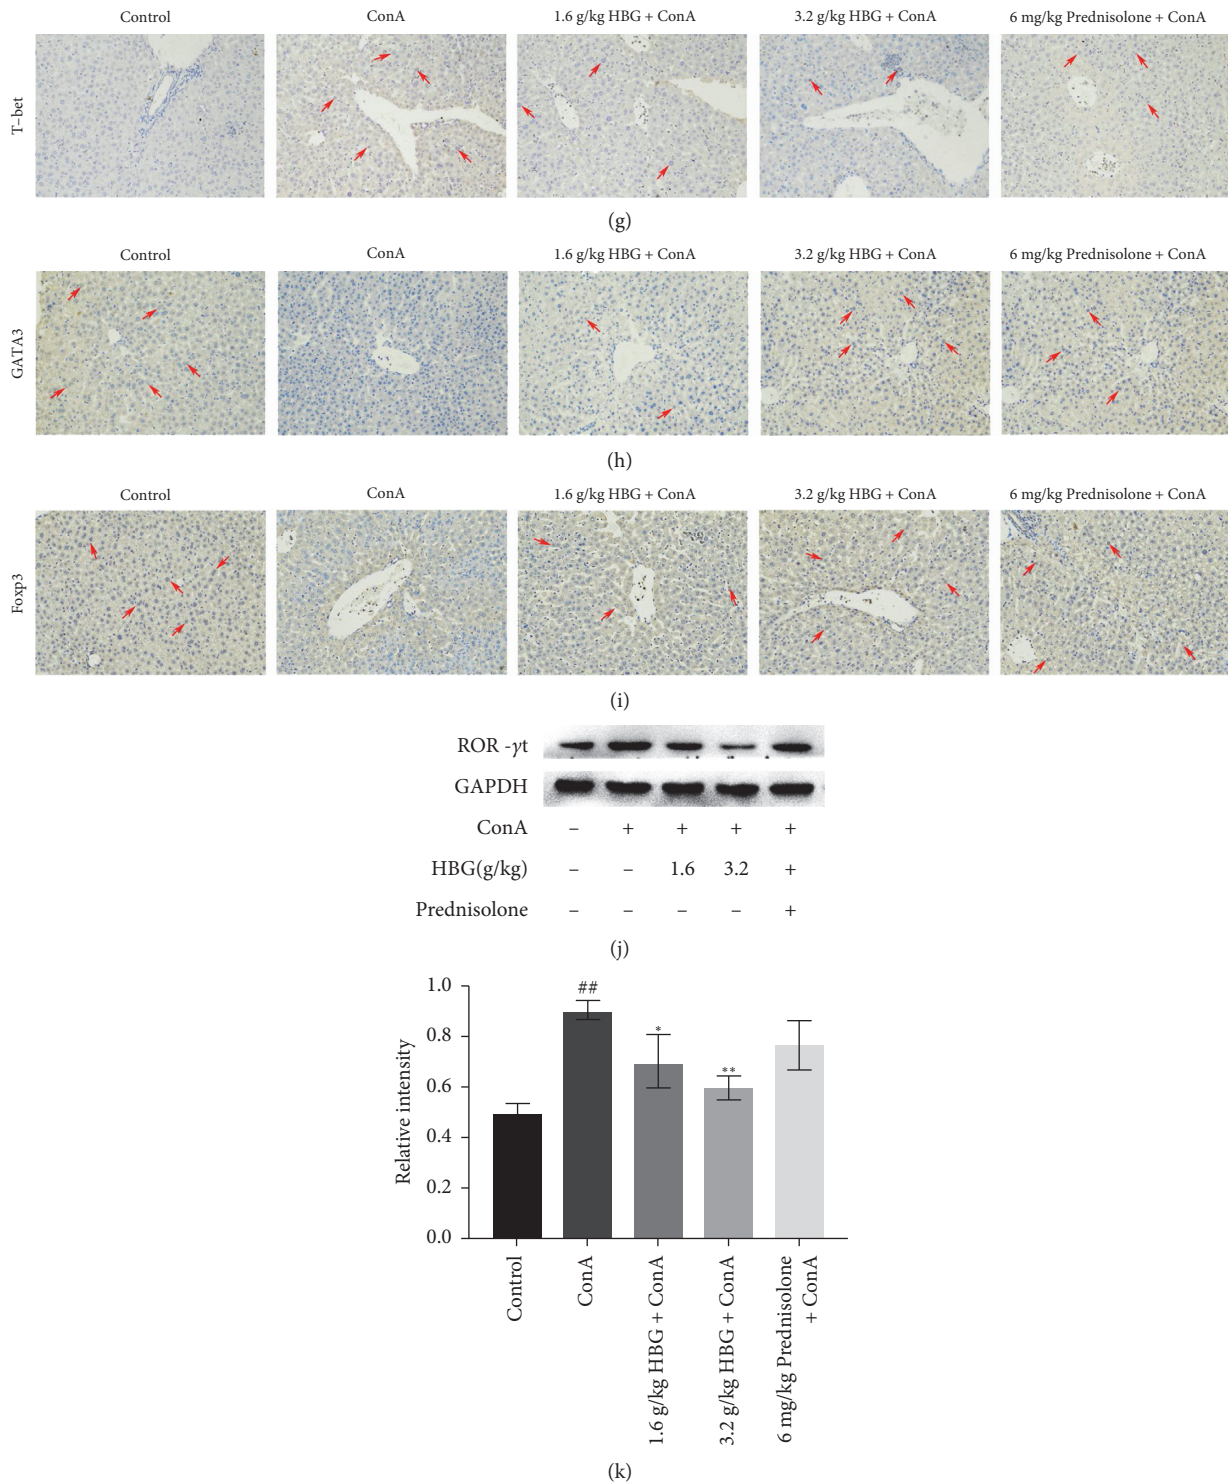 Control ConA 1.6 g/kg HBG + ConA 3.2 g/kg HBG + ConA 6 mg/kg Prednisolone + ConA
T-bet
(g)
Control ConA 1.6 g/kg HBG + ConA 3.2 g/kg HBG + ConA 6 mg/kg Prednisolone + ConA
GATA3
(h)
Control ConA 1.6 g/kg HBG + ConA 3.2 g/kg HBG + ConA 6 mg/kg Prednisolone + ConA
Foxp3
(i)
ROR -γt
GAPDH
ConA – + + + +
HBG(g/kg) – – 1.6 3.2 +
Prednisolone – – – – +
(j)
1.0
0.8
0.6
0.4
0.2
0.0
Relative intensity
##
*
**
Control
ConA
1.6 g/kg HBG + ConA
3.2 g/kg HBG + ConA
6 mg/kg Prednisolone
+ ConA
(k)